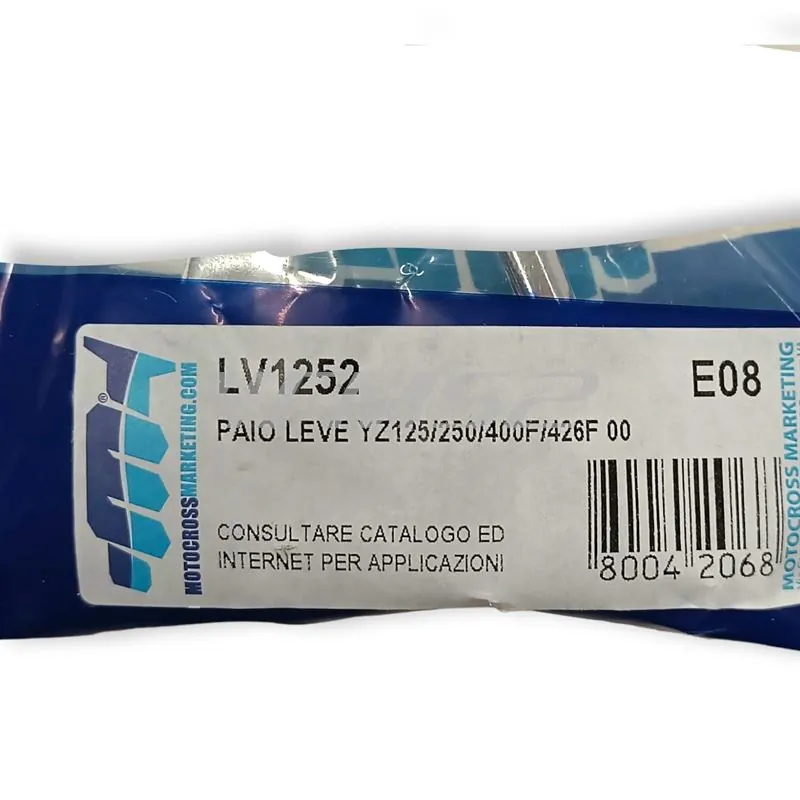 LV1252
E08
PAIO LEVE YZ125/250/400F/426F 00
CONSULTARE CATALOGO ED
INTERNET PER APPLICAZIONI
8004 2068
MOTOCROSSMARKETING.COM
®
MOTOCROSS MARKETING